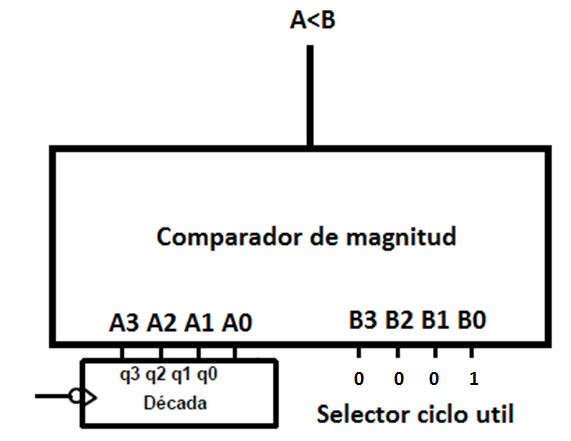 A<B
Comparador de magnitud
A3 A2 A1 A0
B3 B2 B1 B0
q3 q2 q1 q0
0 0 0 1
Década
Selector ciclo util